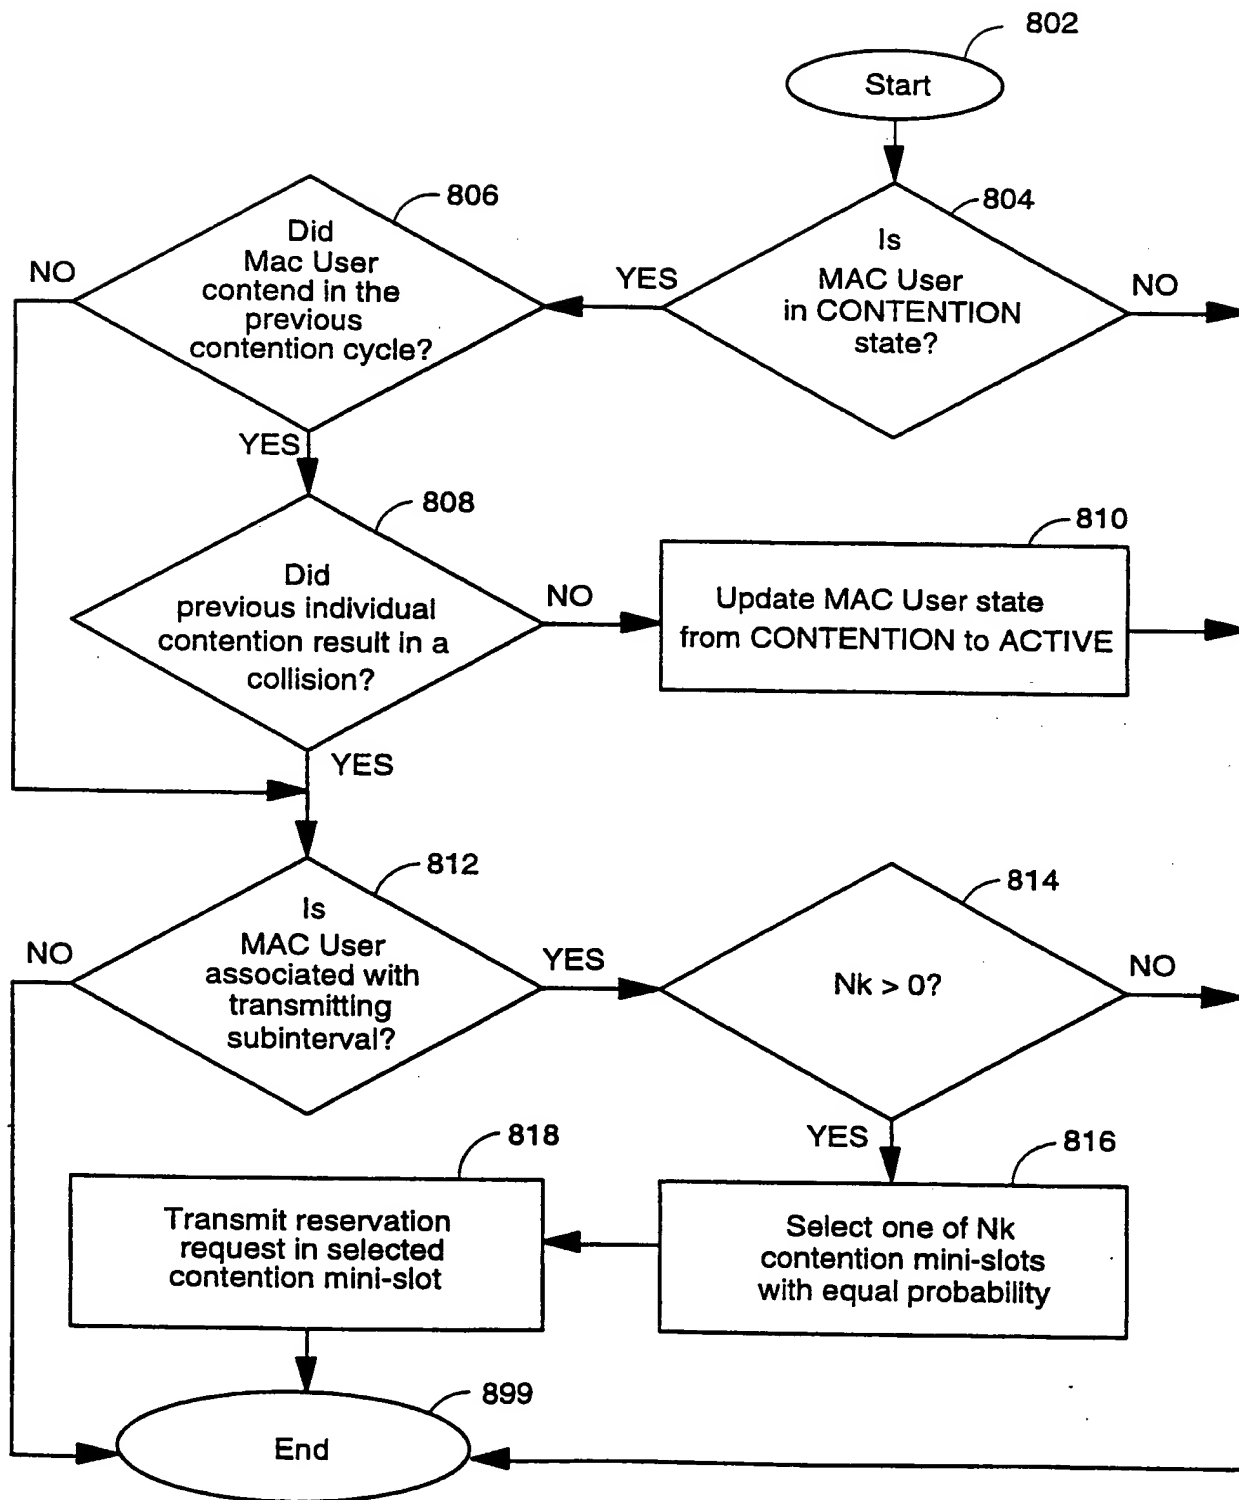 802
Start
804
Is
MAC User
in CONTENTION
state?
YES
NO
806
Did
Mac User
contend in the
previous
contention cycle?
NO
YES
808
Did
previous individual
contention result in a
collision?
NO
YES
810
Update MAC User state
from CONTENTION to ACTIVE
812
Is
MAC User
associated with
transmitting
subinterval?
NO
YES
814
Nk > 0?
NO
YES
816
Select one of Nk
contention mini-slots
with equal probability
818
Transmit reservation
request in selected
contention mini-slot
899
End